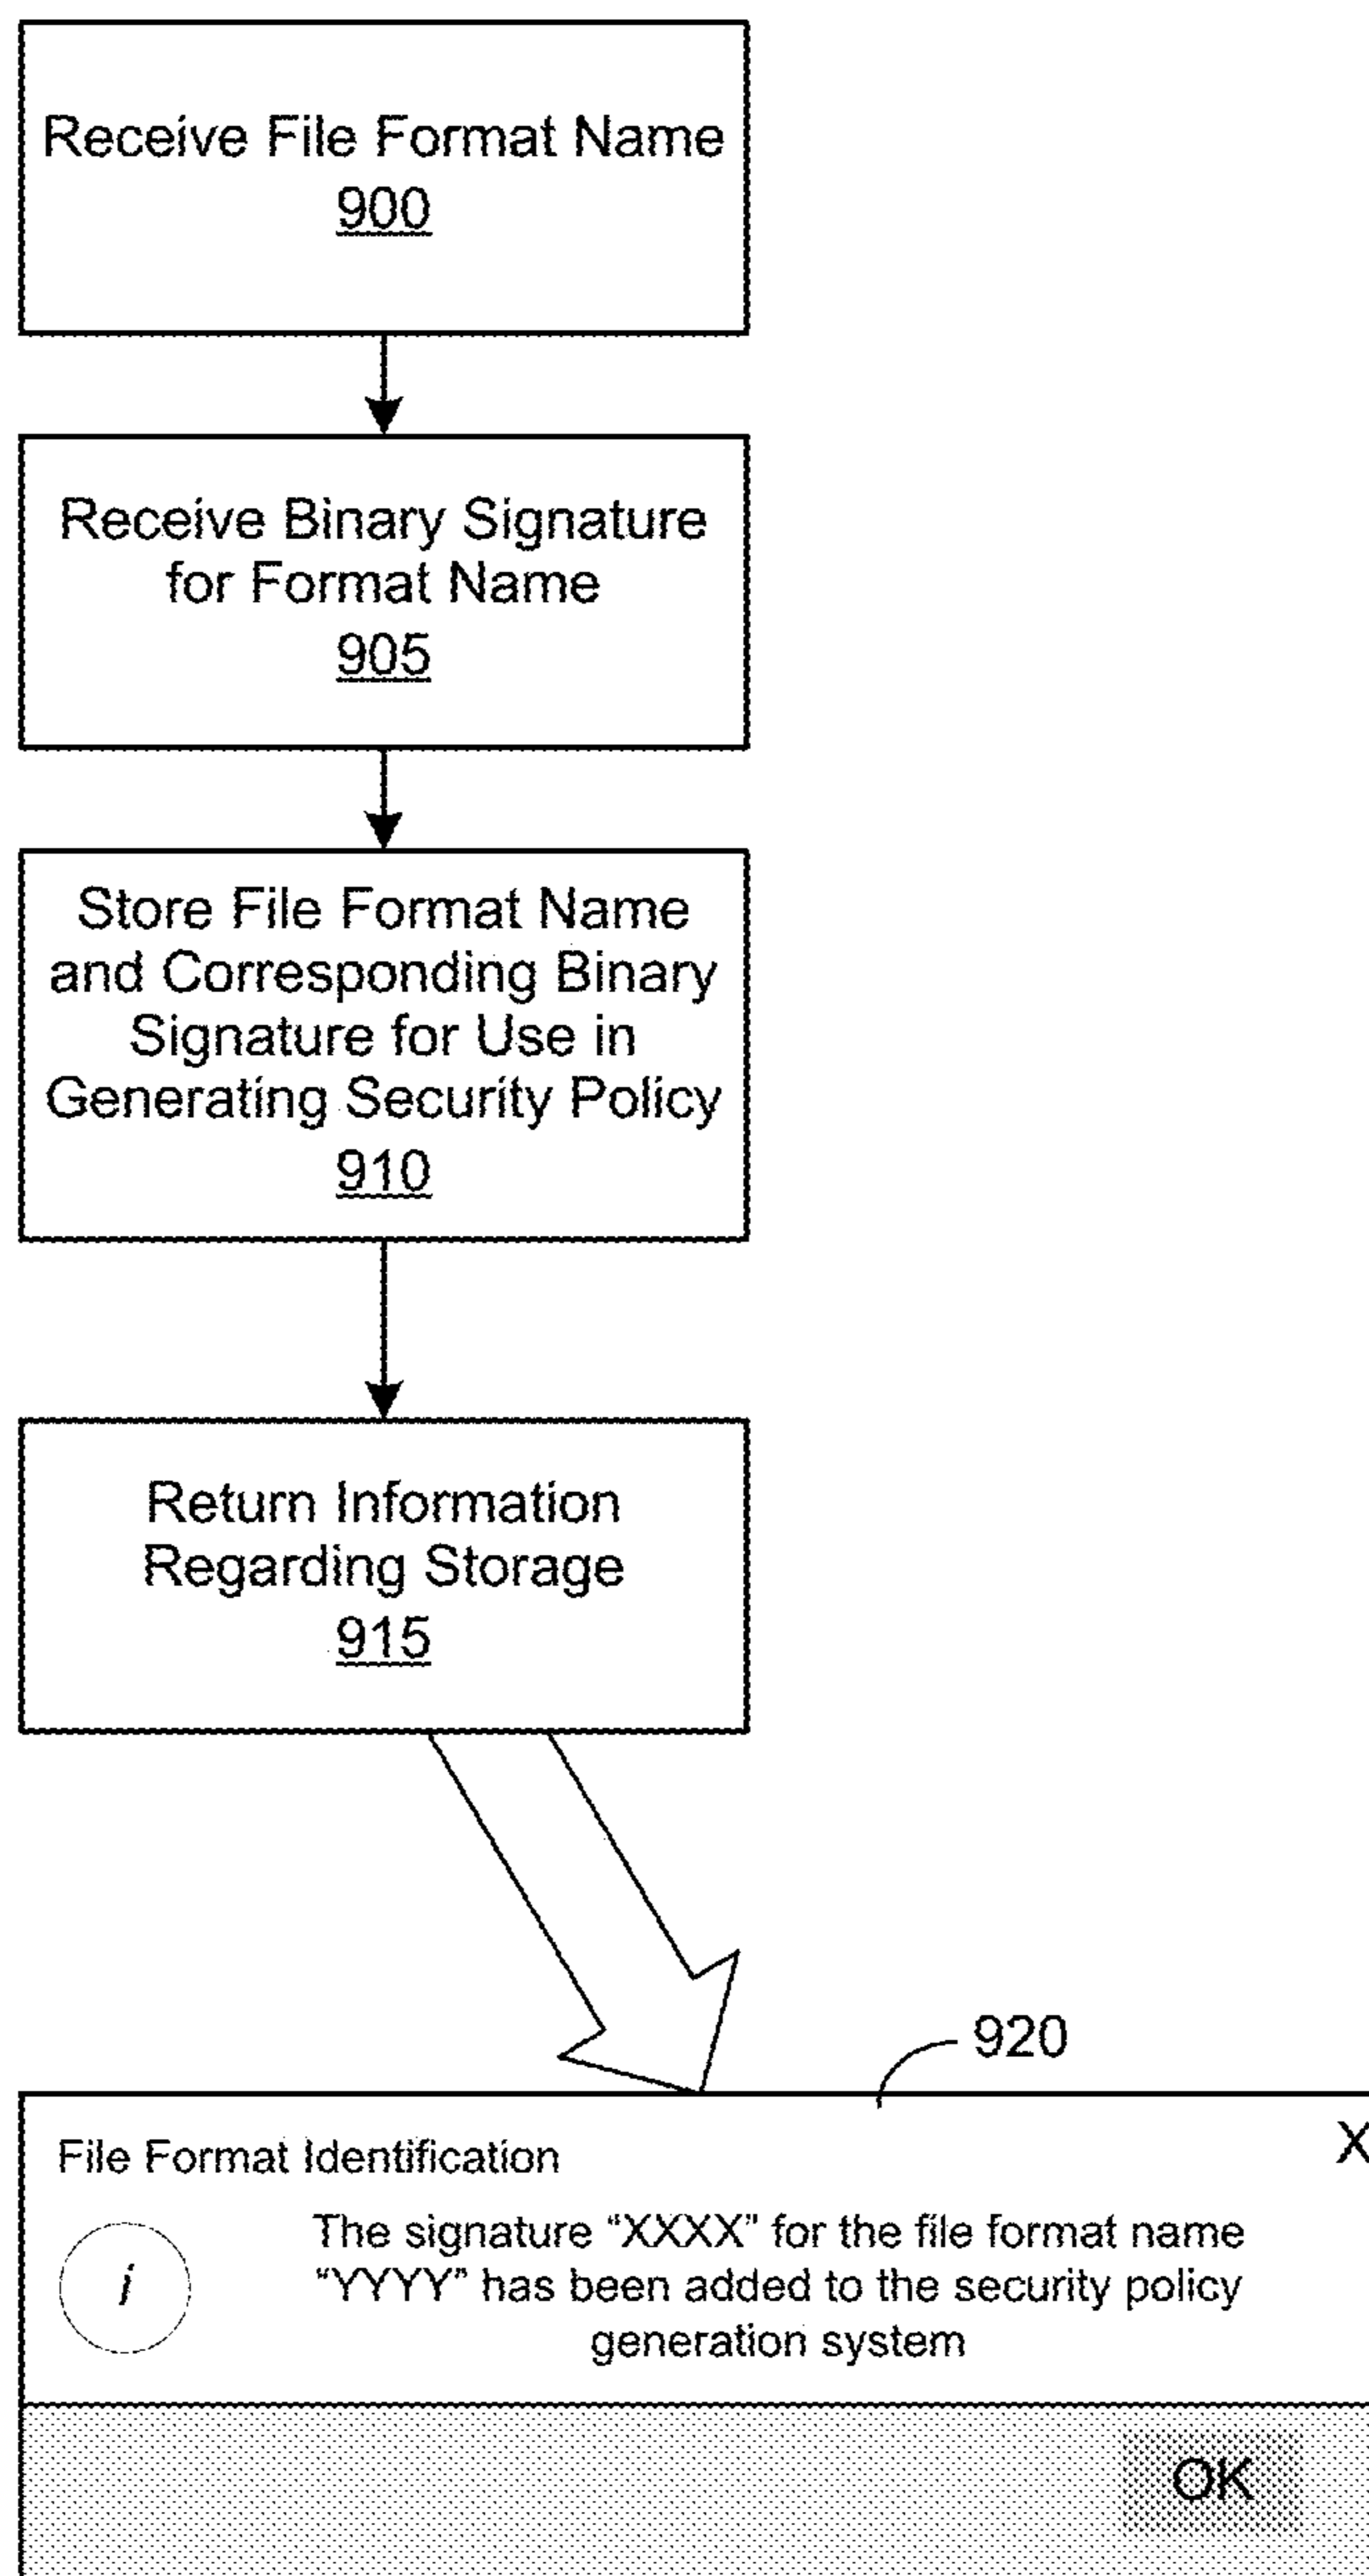 Receive File Format Name
900
Receive Binary Signature
for Format Name
905
Store File Format Name
and Corresponding Binary
Signature for Use in
Generating Security Policy
910
Return Information
Regarding Storage
915
920
File Format Identification
X
i
The signature “XXXX” for the file format name
“YYYY” has been added to the security policy
generation system
OK